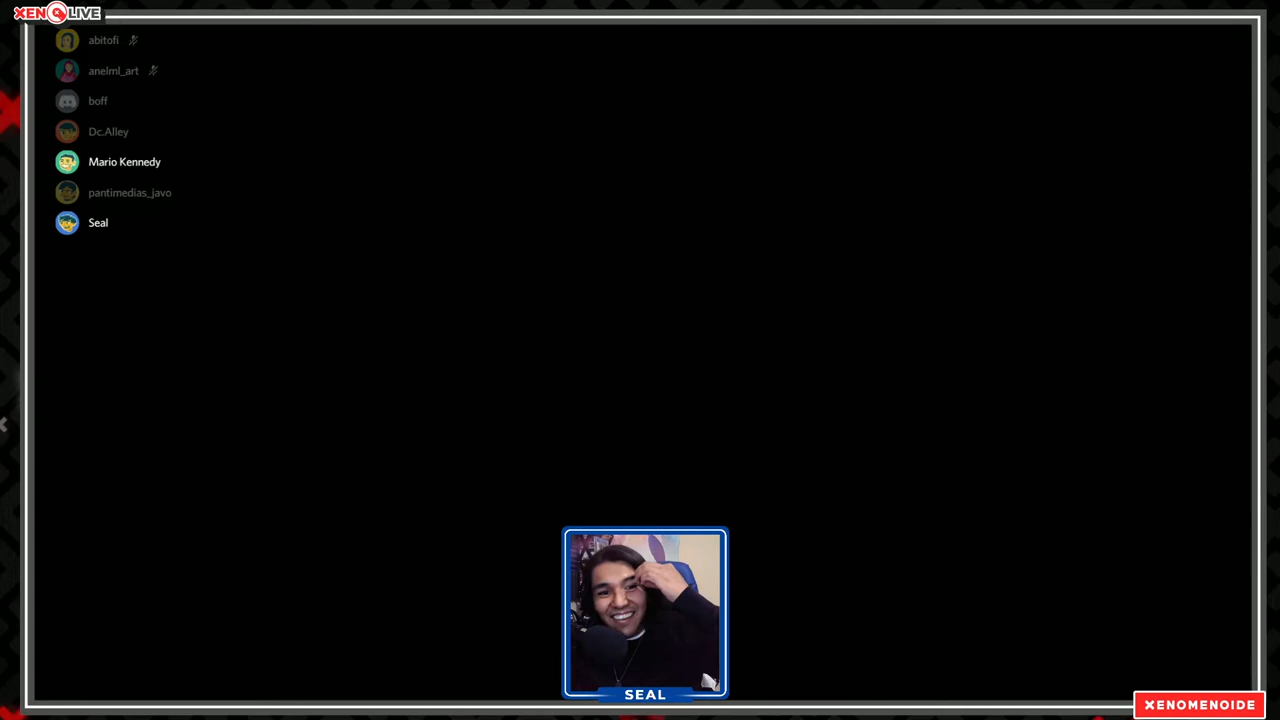 XENOLIVE
abitofi
anelml_art
boff
Dc.Alley
Mario Kennedy
pantimedias_javo
Seal
SEAL
XENOMENOIDE